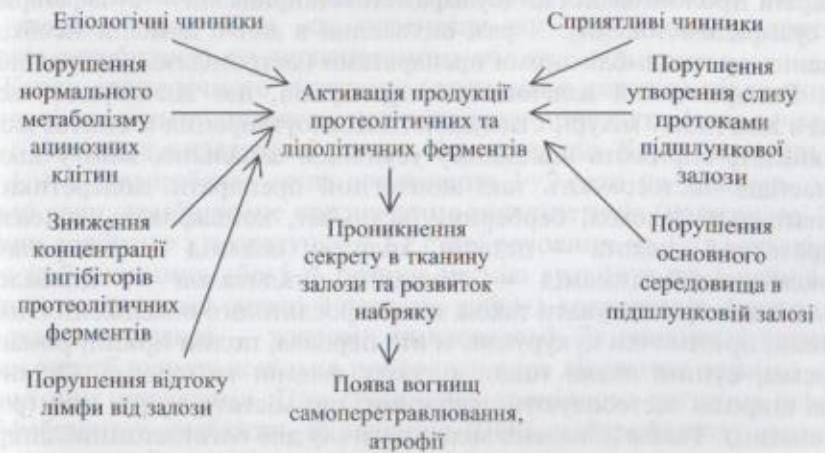 Етіологічні чинники
Сприятливі чинники
Порушення
нормального
метаболізму
ацинозних
клітин
Активація продукції
протеолітичних та
ліполітичних ферментів
Порушення
утворення слизу
протоками
підшлункової
залози
Зниження
концентрації
інгібіторів
протеолітичних
ферментів
Проникнення
секрету в тканину
залози та розвиток
набряку
Порушення
основного
середовища в
підшлунковій залозі
Порушення відтоку
лімфи від залози
Поява вогнищ
самоперетравлювання,
атрофії